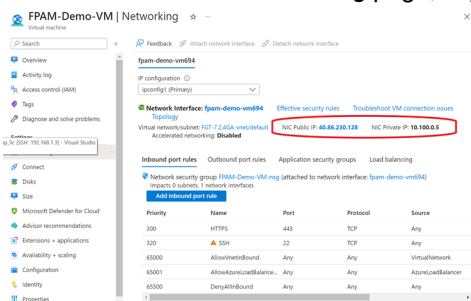 FPAM-Demo-VM | Networking
Virtual machine
Search
Feedback
Attach network interface
Detach network interface
Overview
Activity log
Access control (IAM)
Tags
Diagnose and solve problems
[SSH: 192.168.1.3] - Visual Studio
Connect
Disks
Size
Microsoft Defender for Cloud
Advisor recommendations
Extensions + applications
Availability + scaling
Configuration
Identity
Properties
fpam-demo-vm694
IP configuration
ipconfig1 (Primary)
Network Interface: fpam-demo-vm694
Effective security rules
Troubleshoot VM connection issues
Topology
Virtual network/subnet: FGT-7.2.4GA-vnet/default
NIC Public IP: 40.86.230.128
NIC Private IP: 10.100.0.5
Accelerated networking: Disabled
Inbound port rules
Outbound port rules
Application security groups
Load balancing
Network security group FPAM-Demo-VM-nsg (attached to network interface: fpam-demo-vm694)
Impacts 0 subnets, 1 network interfaces
Add inbound port rule
Priority Name Port Protocol Source
300 HTTPS 443 TCP Any
320 SSH 22 TCP Any
65000 AllowVnetInBound Any Any VirtualNetwork
65001 AllowAzureLoadBalance... Any Any AzureLoadBalancer
65500 DenyAllInBound Any Any Any